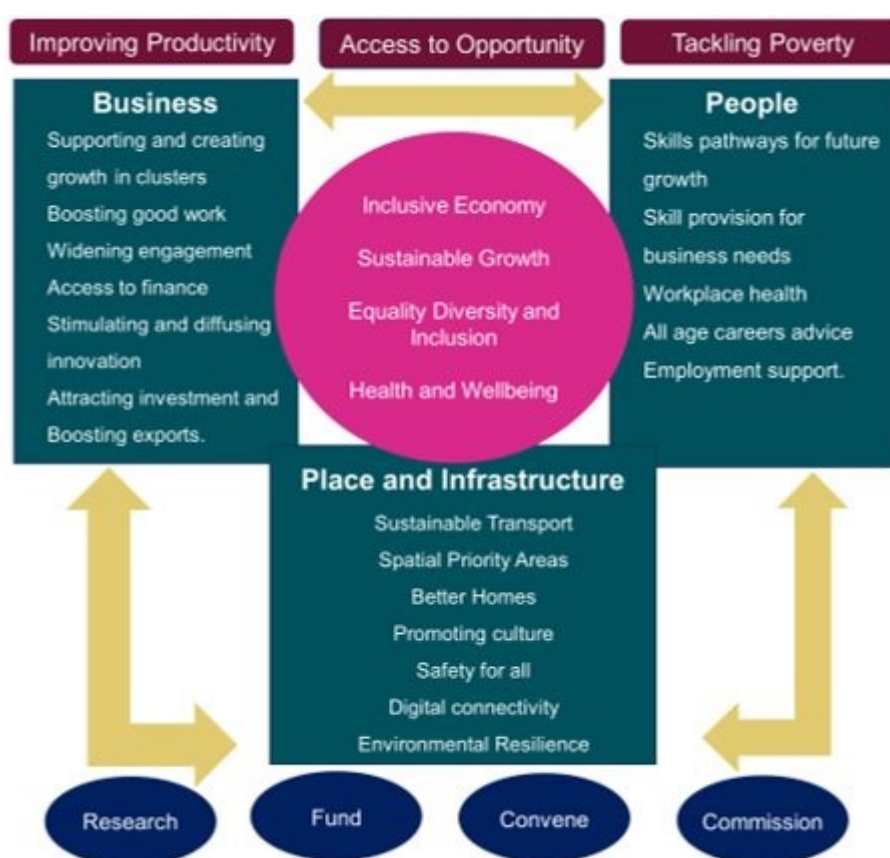 Improving Productivity
Access to Opportunity
Tackling Poverty
Business
Supporting and creating
growth in clusters
Boosting good work
Widening engagement
Access to finance
Stimulating and diffusing
innovation
Attracting investment and
Boosting exports.
Inclusive Economy
Sustainable Growth
Equality Diversity and
Inclusion
Health and Wellbeing
People
Skills pathways for future
growth
Skill provision for
business needs
Workplace health
All age careers advice
Employment support.
Place and Infrastructure
Sustainable Transport
Spatial Priority Areas
Better Homes
Promoting culture
Safety for all
Digital connectivity
Environmental Resilience
Research
Fund
Convene
Commission